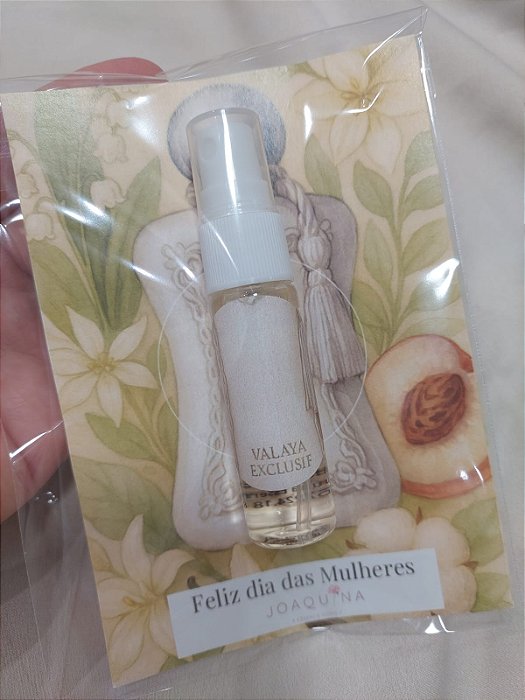 VALAYA
EXCLUSIF
Feliz dia das Mulheres
JOAQUINA